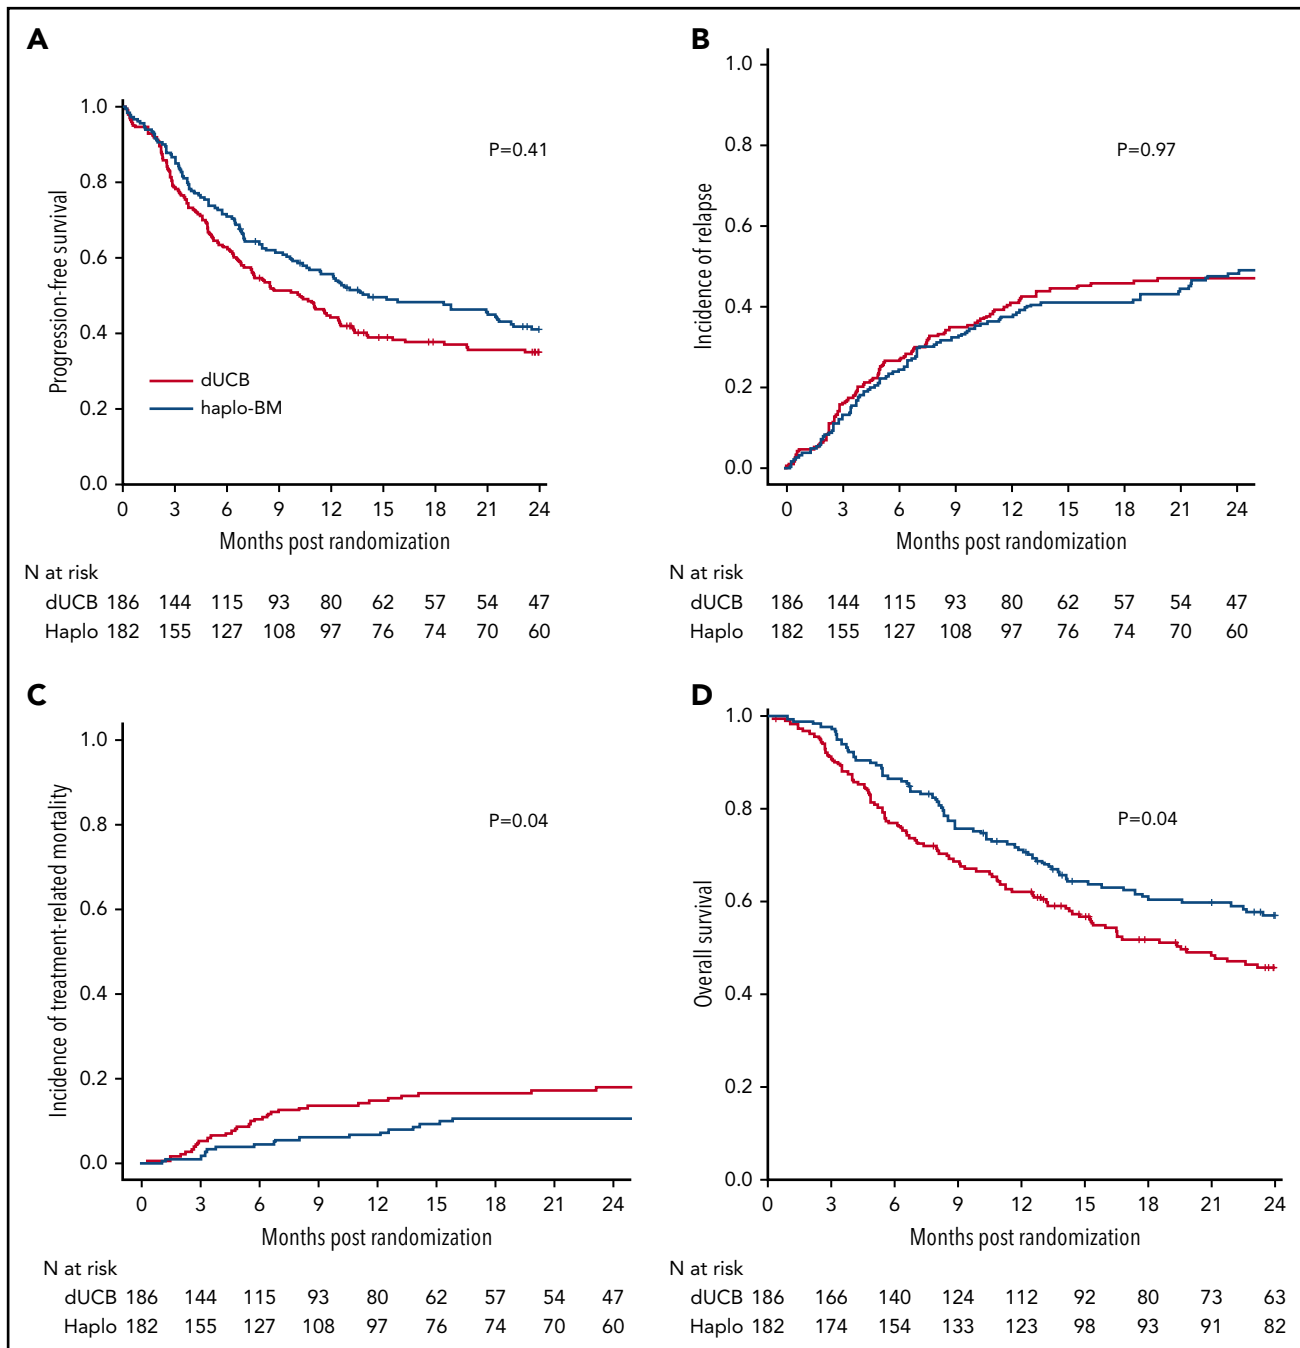 A
Progression-free survival
1.0
0.8
0.6
0.4
0.2
0.0
P=0.41
dUCB
haplo-BM
0 3 6 9 12 15 18 21 24
Months post randomization
N at risk
dUCB 186 144 115 93 80 62 57 54 47
Haplo 182 155 127 108 97 76 74 70 60
B
Incidence of relapse
1.0
0.8
0.6
0.4
0.2
0.0
P=0.97
0 3 6 9 12 15 18 21 24
Months post randomization
N at risk
dUCB 186 144 115 93 80 62 57 54 47
Haplo 182 155 127 108 97 76 74 70 60
C
Incidence of treatment-related mortality
1.0
0.8
0.6
0.4
0.2
0.0
P=0.04
0 3 6 9 12 15 18 21 24
Months post randomization
N at risk
dUCB 186 144 115 93 80 62 57 54 47
Haplo 182 155 127 108 97 76 74 70 60
D
Overall survival
1.0
0.8
0.6
0.4
0.2
0.0
P=0.04
0 3 6 9 12 15 18 21 24
Months post randomization
N at risk
dUCB 186 166 140 124 112 92 80 73 63
Haplo 182 174 154 133 123 98 93 91 82